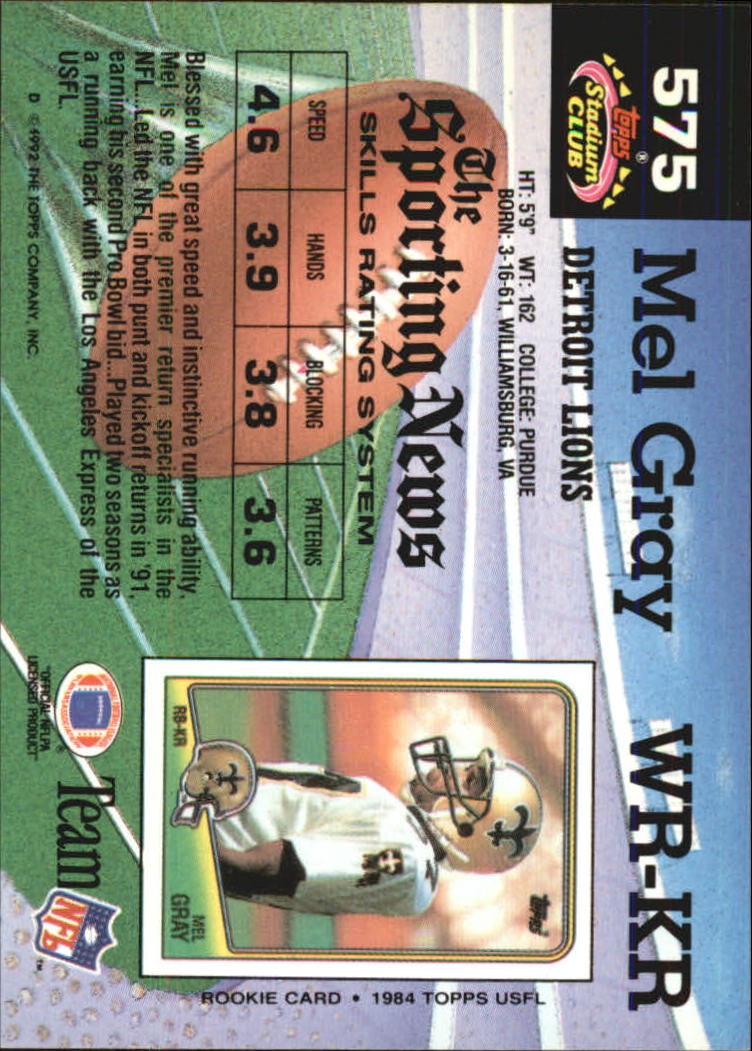 575
Topps®
Stadium
CLUB
Mel Gray WR-KR
DETROIT LIONS
HT: 5'9" WT: 162 COLLEGE: PURDUE
BORN: 3-16-61, WILLIAMSBURG, VA
The
Sporting News
SKILLS RATING SYSTEM
SPEED HANDS BLOCKING PATTERNS
4.6 3.9 3.8 3.6
Blessed with great speed and instinctive running ability.
Mel is one of the premier return specialists in the
NFL. Led the NFL in both punt and kickoff returns in '91,
earning his second Pro Bowl bid... Played two seasons as
a running back with the Los Angeles Express of the
USFL.
D ©1992 THE TOPPS COMPANY, INC.
TOPPS
RB-KR
MEL
GRAY
ROOKIE CARD • 1984 TOPPS USFL
®
"OFFICIAL NFLPA
LICENSED PRODUCT"
Team
NFL
™